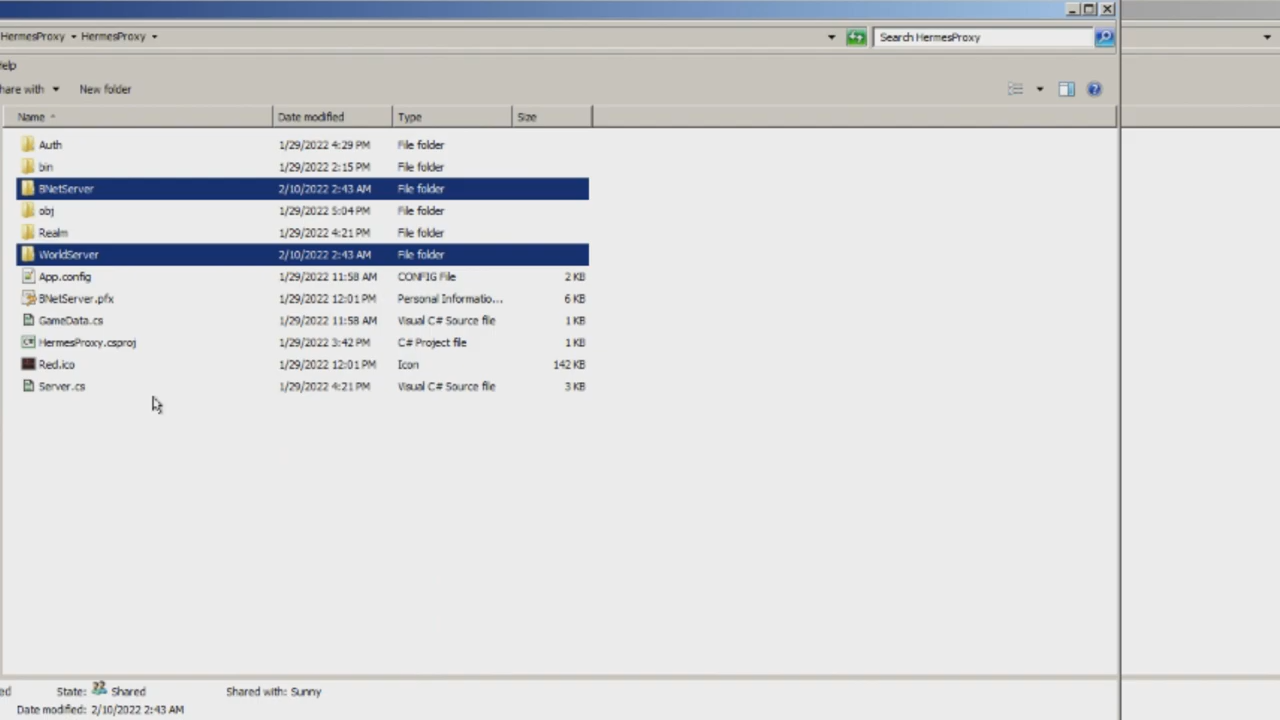 HermesProxy HermesProxy Search HermesProxy
elp
hare with New folder
Name Date modified Type Size
Auth 1/29/2022 4:29 PM File folder
bin 1/29/2022 2:15 PM File folder
BNetServer 2/10/2022 2:43 AM File folder
obj 1/29/2022 5:04 PM File folder
Realm 1/29/2022 4:21 PM File folder
WorldServer 2/10/2022 2:43 AM File folder
App.config 1/29/2022 11:58 AM CONFIG File 2 KB
BNetServer.pfx 1/29/2022 12:01 PM Personal Informatio... 6 KB
GameData.cs 1/29/2022 11:58 AM Visual C# Source file 1 KB
HermesProxy.csproj 1/29/2022 3:42 PM C# Project file 1 KB
Red.ico 1/29/2022 12:01 PM Icon 142 KB
Server.cs 1/29/2022 4:21 PM Visual C# Source file 3 KB
ed State: Shared Shared with: Sunny
Date modified: 2/10/2022 2:43 AM